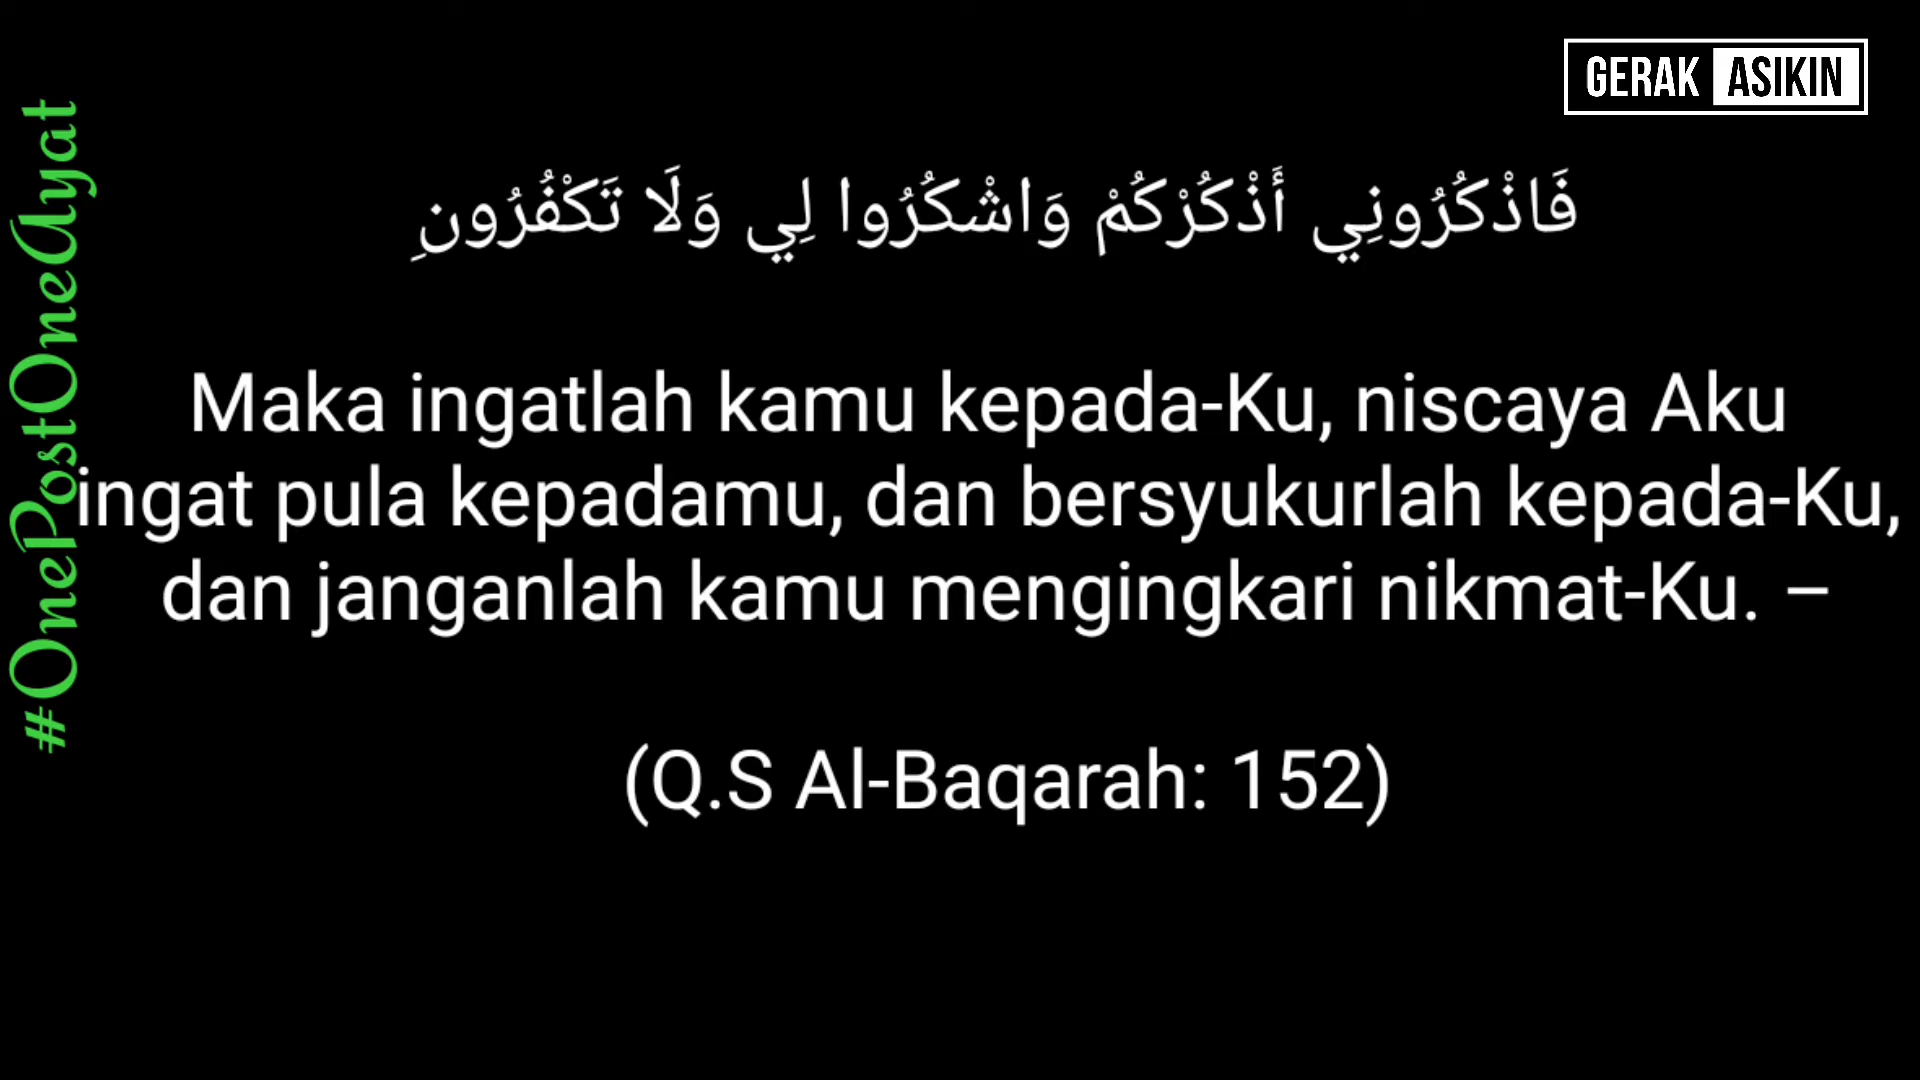 GERAK ASIKIN
#OnePostOneAyat
فَاذْكُرُونِي أَذْكُرْكُمْ وَاشْكُرُوا لِي وَلَا تَكْفُرُونِ
Maka ingatlah kamu kepada-Ku, niscaya Aku
ingat pula kepadamu, dan bersyukurlah kepada-Ku,
dan janganlah kamu mengingkari nikmat-Ku. –
(Q.S Al-Baqarah: 152)